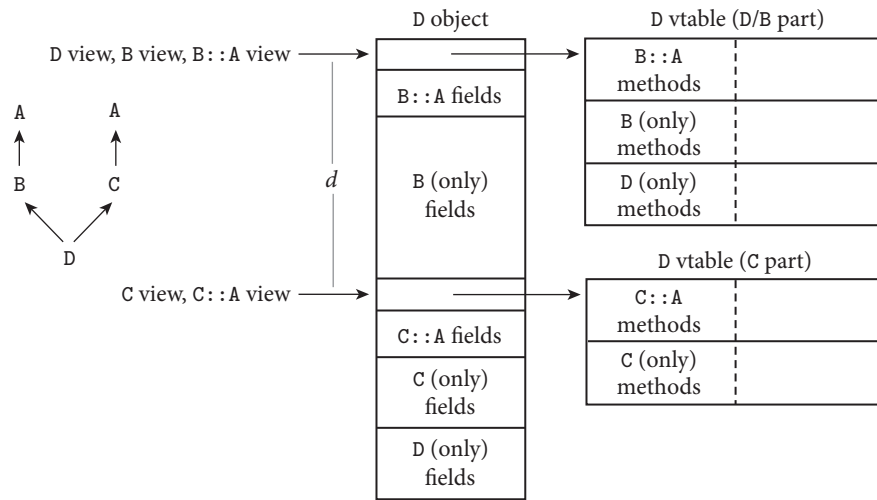 D object
D vtable (D/B part)
D view, B view, B::A view
B::A
methods
B::A fields
A
A
B (only)
methods
B (only)
fields
d
B
C
D (only)
methods
D
D vtable (C part)
C view, C::A view
C::A
methods
C::A fields
C (only)
methods
C (only)
fields
D (only)
fields